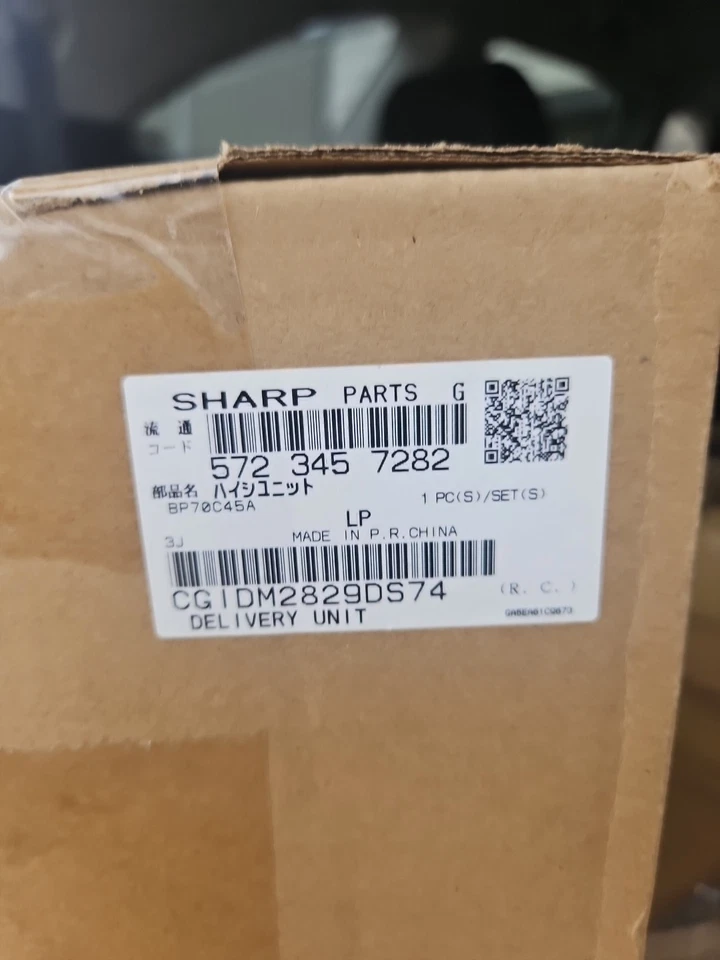 SHARP PARTS G
流通
コード
572 345 7282
部品名 ハイシユニット
BP70C45A
1 PC(S)/SET(S)
LP
3J MADE IN P.R.CHINA
CGIDM2829DS74
(R. C. )
DELIVERY UNIT